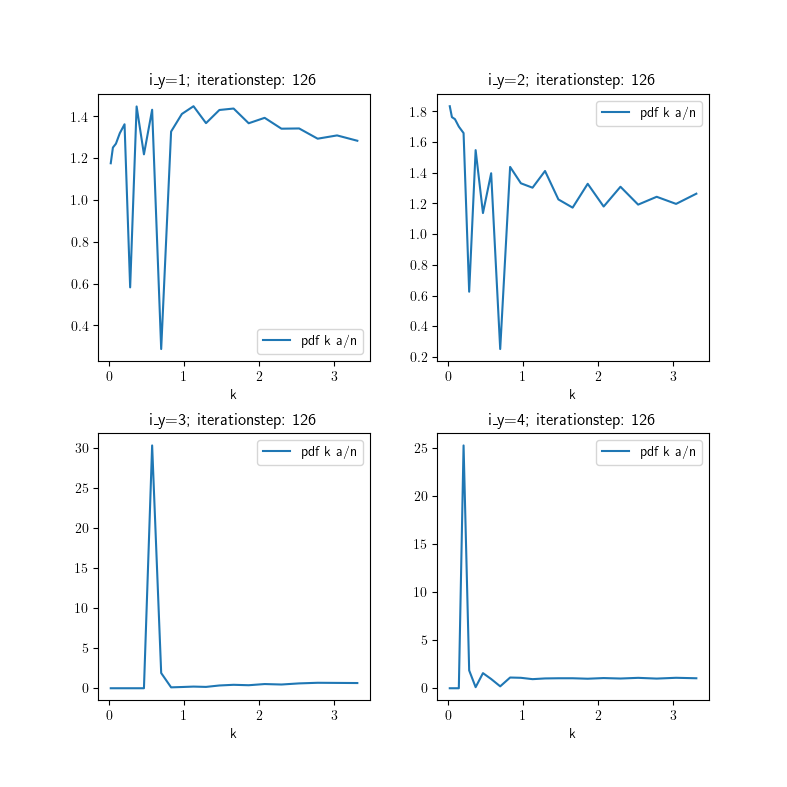 i_y=1; iterationstep: 126
1.4
1.2
1.0
0.8
0.6
0.4
pdf k a/n
0 1 2 3
k
i_y=2; iterationstep: 126
1.8
1.6
1.4
1.2
1.0
0.8
0.6
0.4
0.2
pdf k a/n
0 1 2 3
k
i_y=3; iterationstep: 126
30
25
20
15
10
5
0
pdf k a/n
0 1 2 3
k
i_y=4; iterationstep: 126
25
20
15
10
5
0
pdf k a/n
0 1 2 3
k